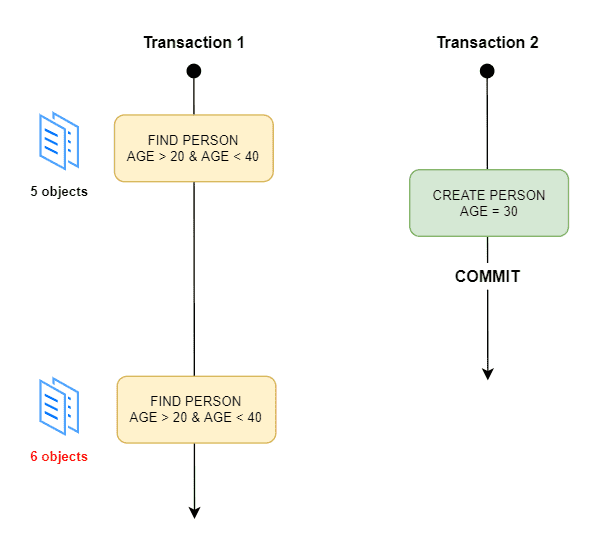 Transaction 1
Transaction 2
FIND PERSON
AGE > 20 & AGE < 40
5 objects
CREATE PERSON
AGE = 30
COMMIT
FIND PERSON
AGE > 20 & AGE < 40
6 objects